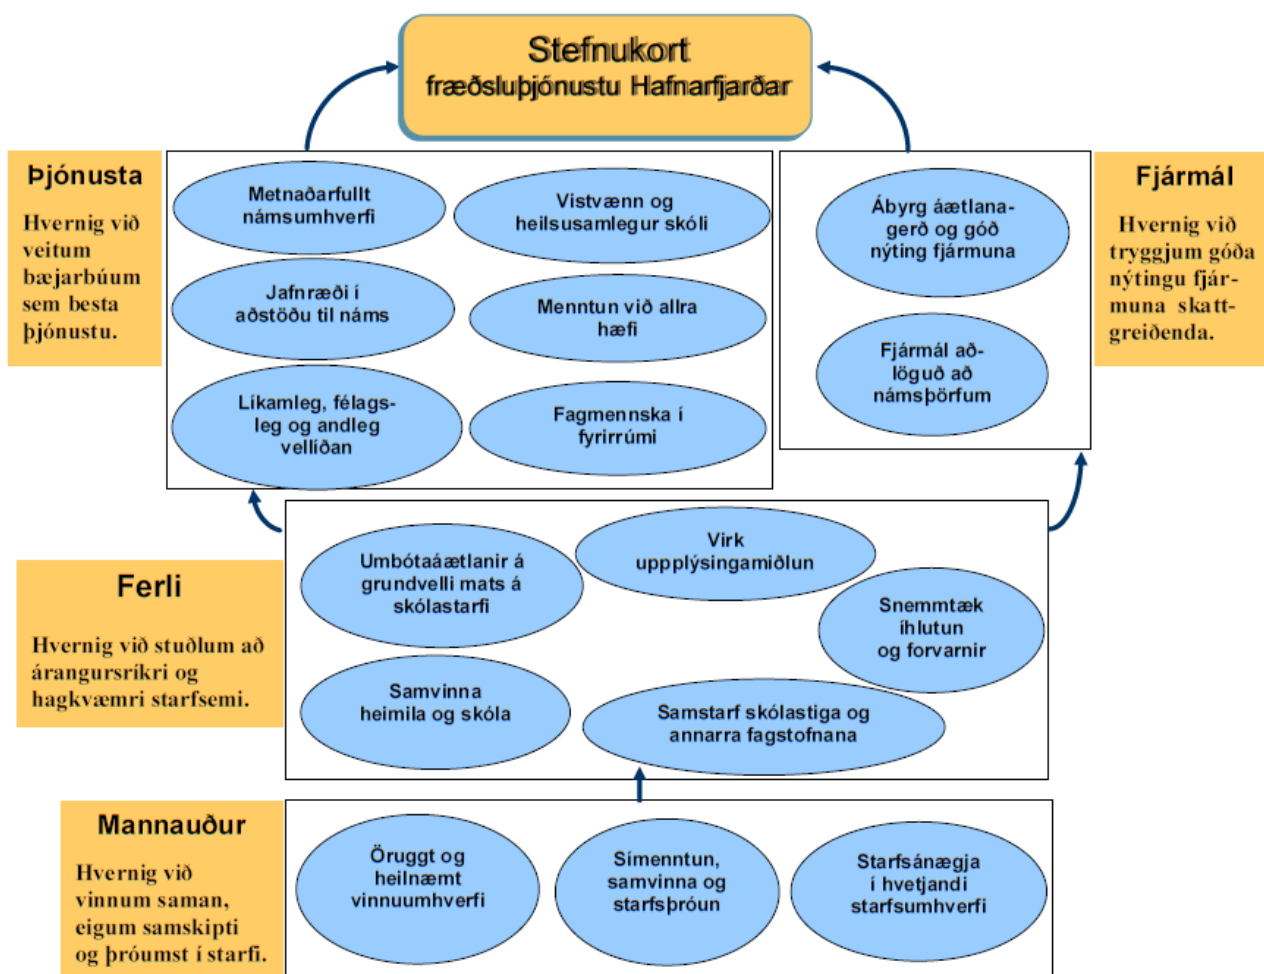 Stefnukort
fræðsluþjónustu Hafnarfjarðar
Þjónusta
Hvernig við
veitum
bæjarbúum
sem besta
þjónustu.
Metnaðarfullt
námsumhverfi
Vistvænn og
heilsusamlegur skóli
Jafnræði í
aðstöðu til náms
Menntun við allra
hæfi
Líkamleg, félags-
leg og andleg
vellíðan
Fagmennska í
fyrirrúmi
Ábyrg áætlana-
gerð og góð
nýting fjármuna
Fjármál að-
löguð að
námsþörfum
Fjármál
Hvernig við
tryggjum góða
nýtingu fjár-
muna skatt-
greiðenda.
Ferli
Hvernig við stuðlum að
árangursríkri og
hagkvæmri starfsemi.
Umbótaáætlanir á
grundvelli mats á
skólastarfi
Virk
uppplýsingamiðlun
Snemmtæk
íhlutun
og forvarnir
Samvinna
heimila og skóla
Samstarf skólastiga og
annarra fagstofnana
Mannauður
Hvernig við
vinnum saman,
eigum samskipti
og þróumst í starfi.
Öruggt og
heilnæmt
vinnuumhverfi
Símenntun,
samvinna og
starfsþróun
Starfsánægja
í hvetjandi
starfsumhverfi